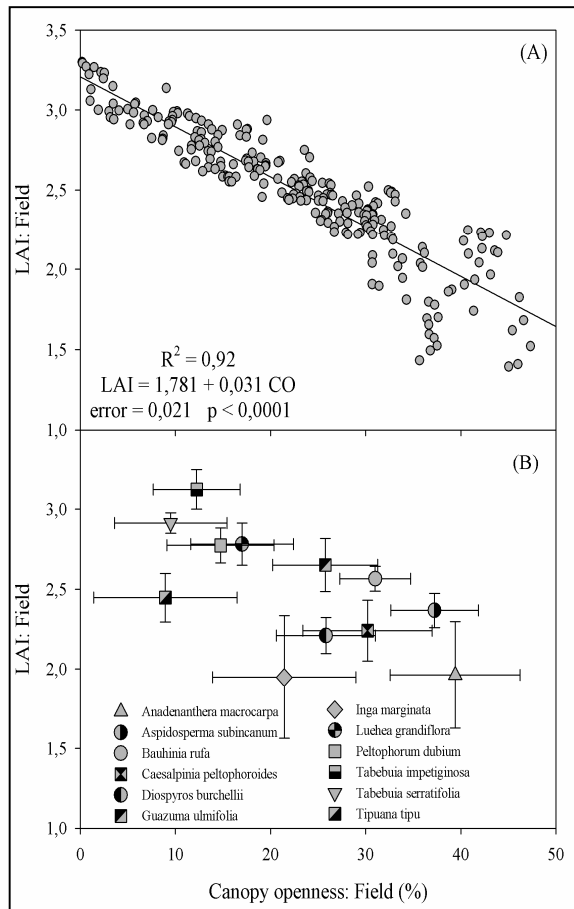 3,5
(A)
3,0
2,5
LAI: Field
2,0
1,5
R2 = 0,92
LAI = 1,781 + 0,031 CO
error = 0,021 p < 0,0001
1,0
(B)
3,0
2,5
LAI: Field
2,0
1,5
1,0
Anadenanthera macrocarpa
Aspidosperma subincanum
Bauhinia rufa
Caesalpinia peltophoroides
Diospyros burchellii
Guazuma ulmifolia
Inga marginata
Luehea grandiflora
Peltophorum dubium
Tabebuia impetiginosa
Tabebuia serratifolia
Tipuana tipu
0 10 20 30 40 50
Canopy openness: Field (%)